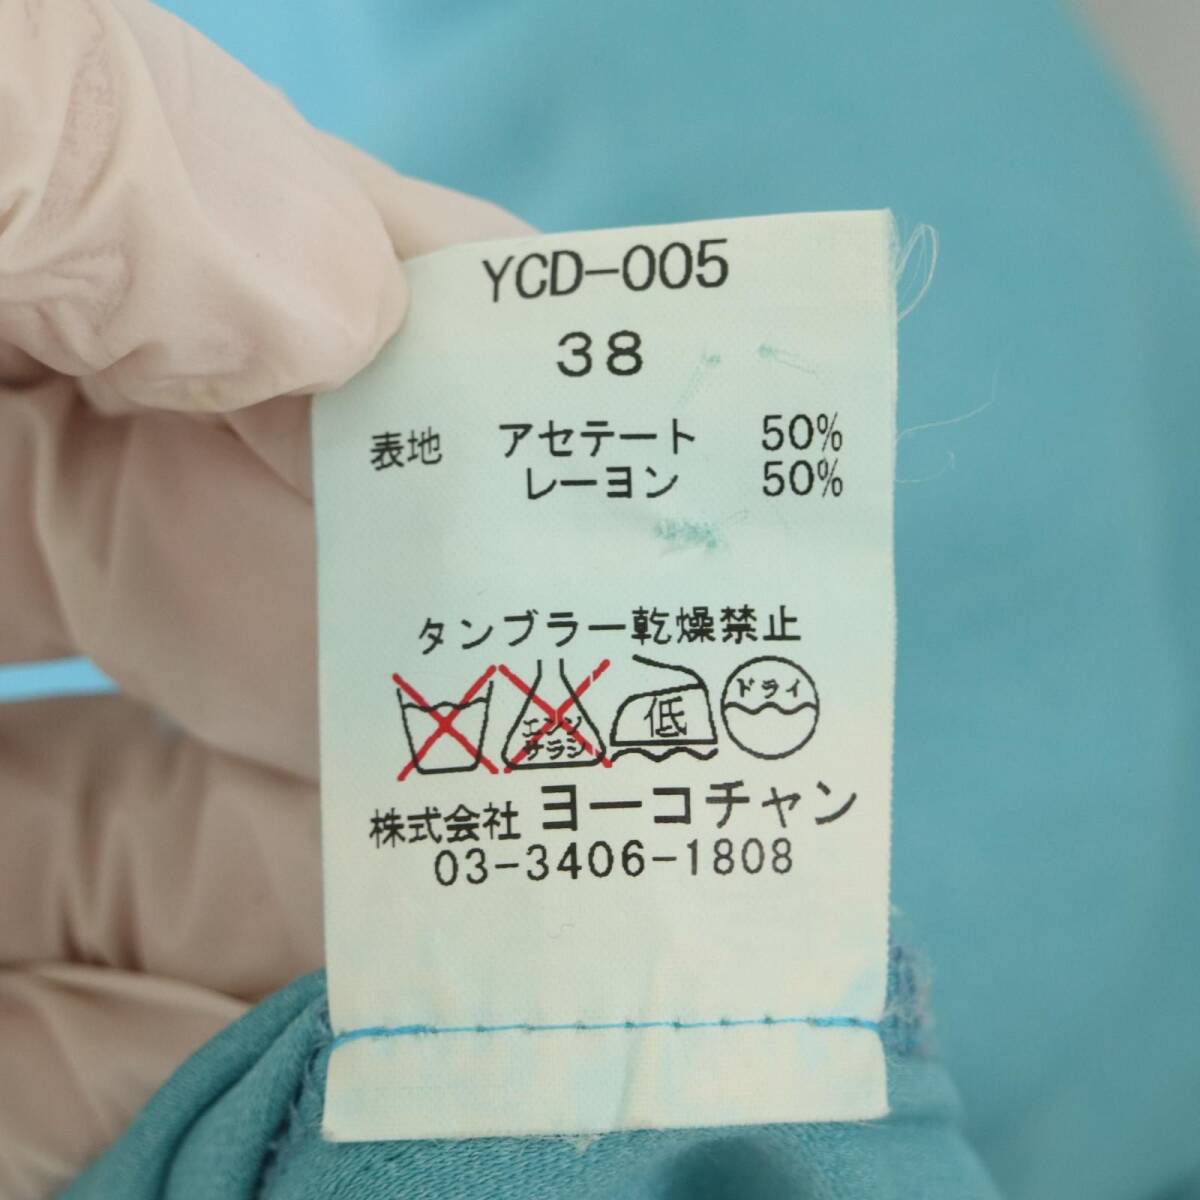 YCD-005
38
表地 アセテート 50%
レーヨン 50%
タンブラー乾燥禁止
エンソ
サラシ
低
ドライ
株式会社 ヨーコチャン
03-3406-1808